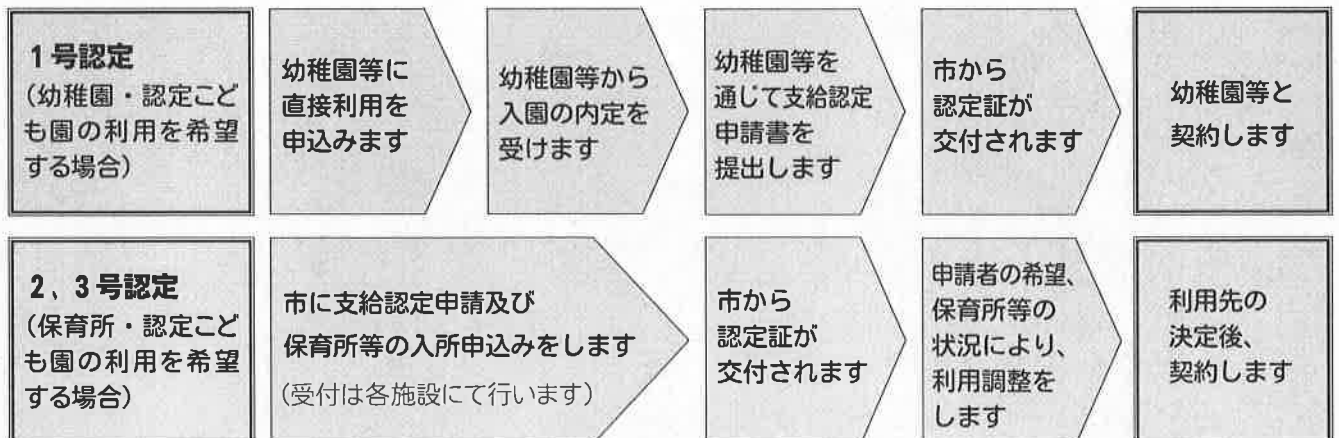 1号認定
(幼稚園・認定こど
も園の利用を希望
する場合)
幼稚園等に
直接利用を
申込みます
幼稚園等から
入園の内定を
受けます
幼稚園等を
通じて支給認定
申請書を
提出します
市から
認定証が
交付されます
幼稚園等と
契約します
2、3号認定
(保育所・認定こど
も園の利用を希望
する場合)
市に支給認定申請及び
保育所等の入所申込みをします
(受付は各施設にて行います)
市から
認定証が
交付されます
申請者の希望、
保育所等の
状況により、
利用調整を
します
利用先の
決定後、
契約します